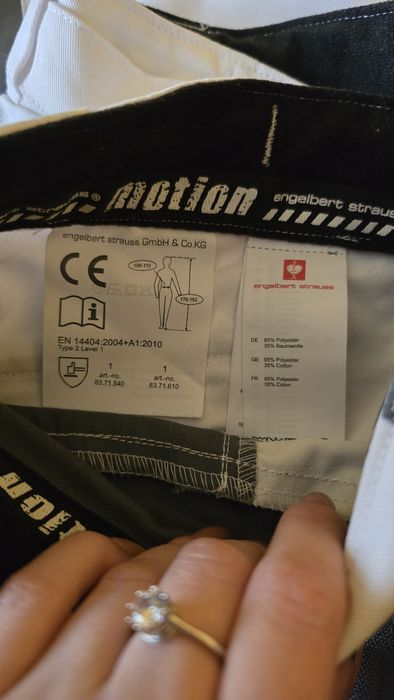 motion engelbert strauss
engelbert strauss GmbH & Co.KG
CE
106-110
178-182
i
EN 14404:2004+A1:2010
Type 2 Level 1
1 1
art.-no. art.-no.
83.71.540 83.71.610
engelbert strauss
DE 65% Polyester
35% Baumwolle
GB 65% Polyester
35% Cotton
FR 65% Polyester
35% Coton
motion